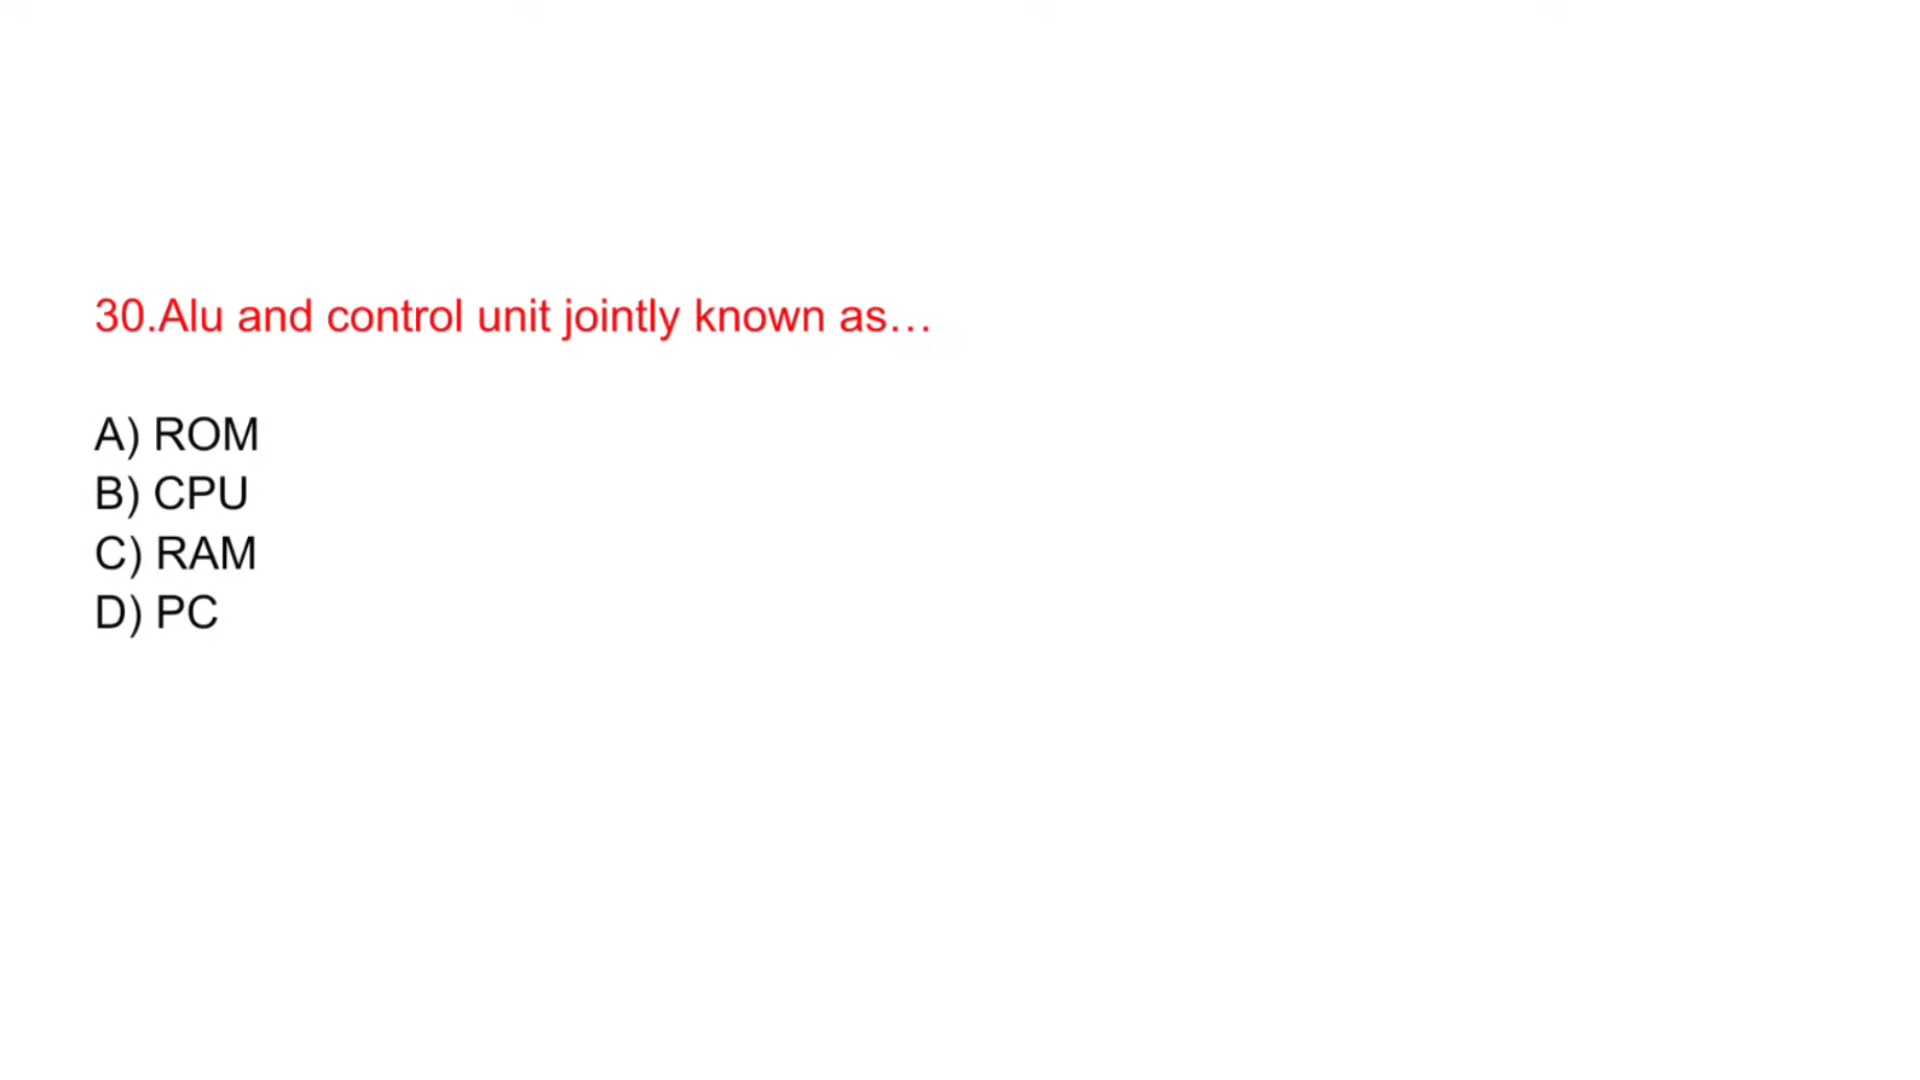 30.Alu and control unit jointly known as…
A) ROM
B) CPU
C) RAM
D) PC